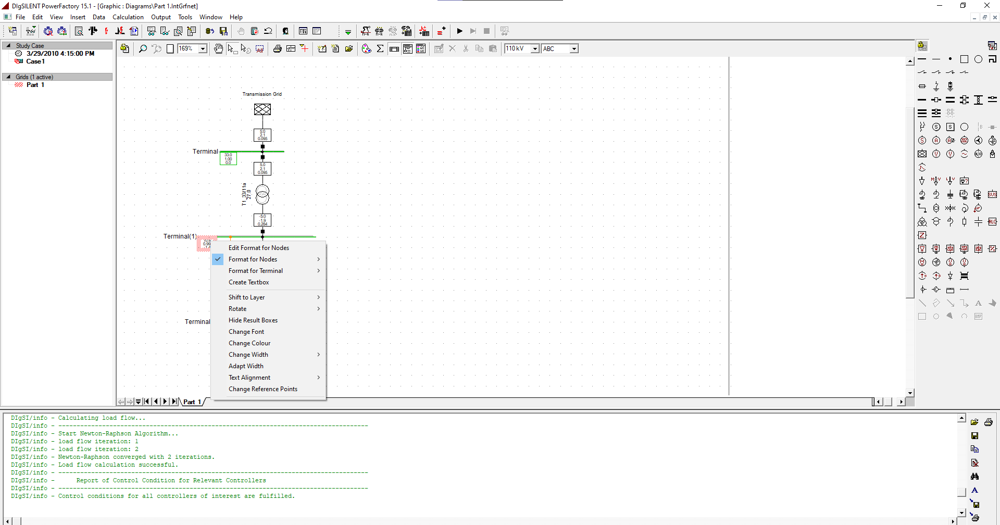 DIgSILENT PowerFactory 15.1 - [Graphic : Diagrams\Part 1.IntGrfnet]
File Edit View Insert Data Calculation Output Tools Window Help
Study Case
3/29/2010 4:15:00 PM
Case1
Grids (1 active)
Part 1
169%
110 kV
ABC
Transmission Grid
5.0
2.1
0.095
Terminal
33.0
1.00
0.0
5.0
2.1
0.095
T1_33/11a
27.0
-5.0
-1.9
0.284
Terminal(1)
Edit Format for Nodes
Format for Nodes
Format for Terminal
Create Textbox
Shift to Layer
Rotate
Hide Result Boxes
Change Font
Change Colour
Change Width
Adapt Width
Text Alignment
Change Reference Points
Terminal
Part 1
DIgSI/info - Calculating load flow...
DIgSI/info - -------------------------------------------------------------------------------------
DIgSI/info - Start Newton-Raphson Algorithm...
DIgSI/info - load flow iteration: 1
DIgSI/info - load flow iteration: 2
DIgSI/info - Newton-Raphson converged with 2 iterations.
DIgSI/info - Load flow calculation successful.
DIgSI/info - -------------------------------------------------------------------------------------
DIgSI/info -      Report of Control Condition for Relevant Controllers
DIgSI/info - -------------------------------------------------------------------------------------
DIgSI/info - Control conditions for all controllers of interest are fulfilled.